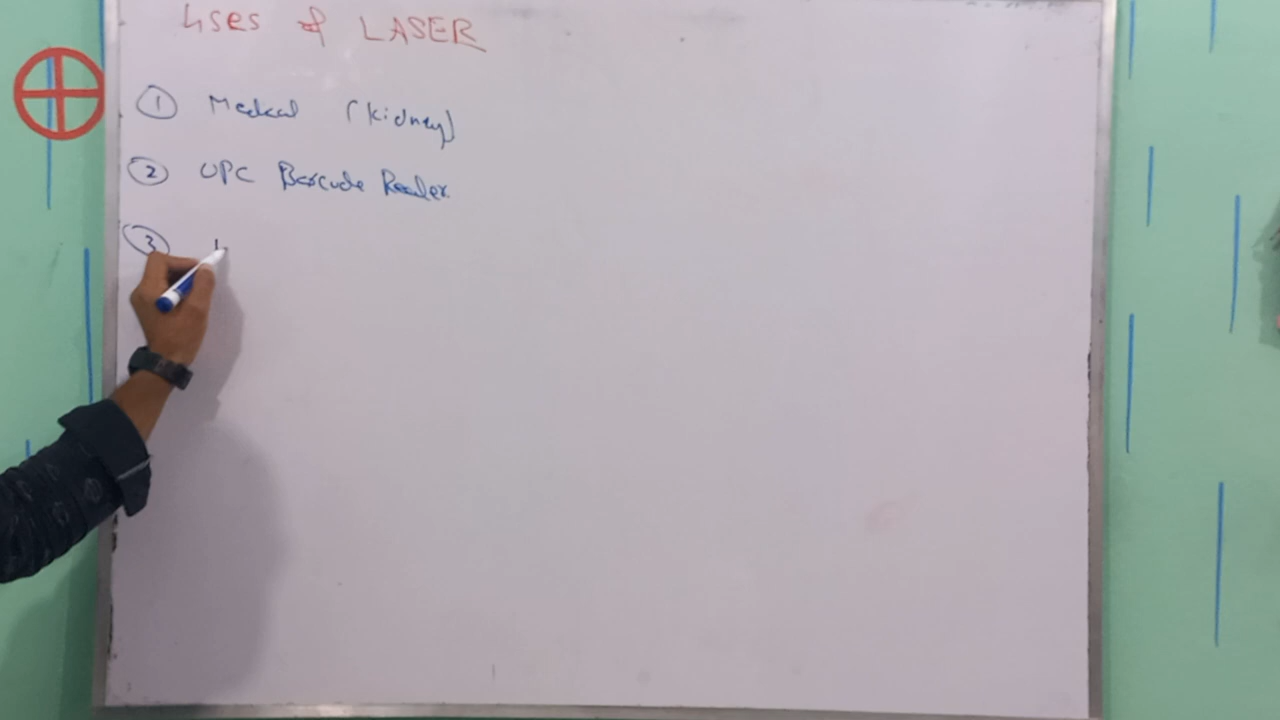 Uses of LASER
① Medical (kidney)
② UPC Barcode Reader.
③